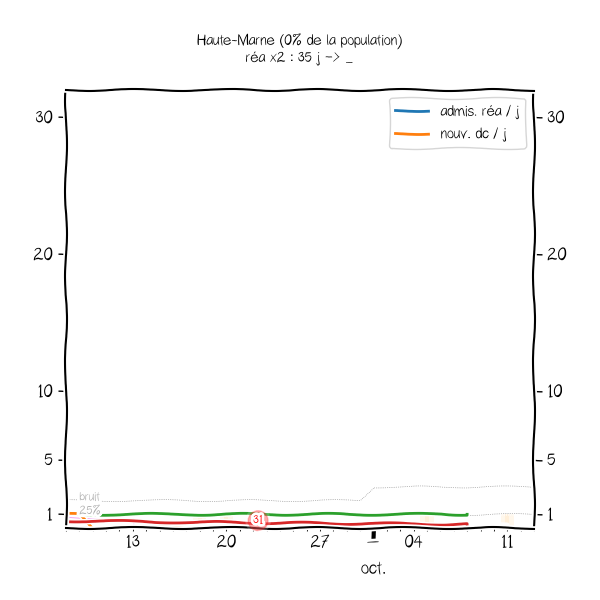 Haute-Marne (0% de la population)
réa x2 : 35 j -> _
admis. réa / j
nouv. dc / j
30
30
20
20
10
10
5
5
bruit
25%
1
31
1
13
20
27
04
11
oct.